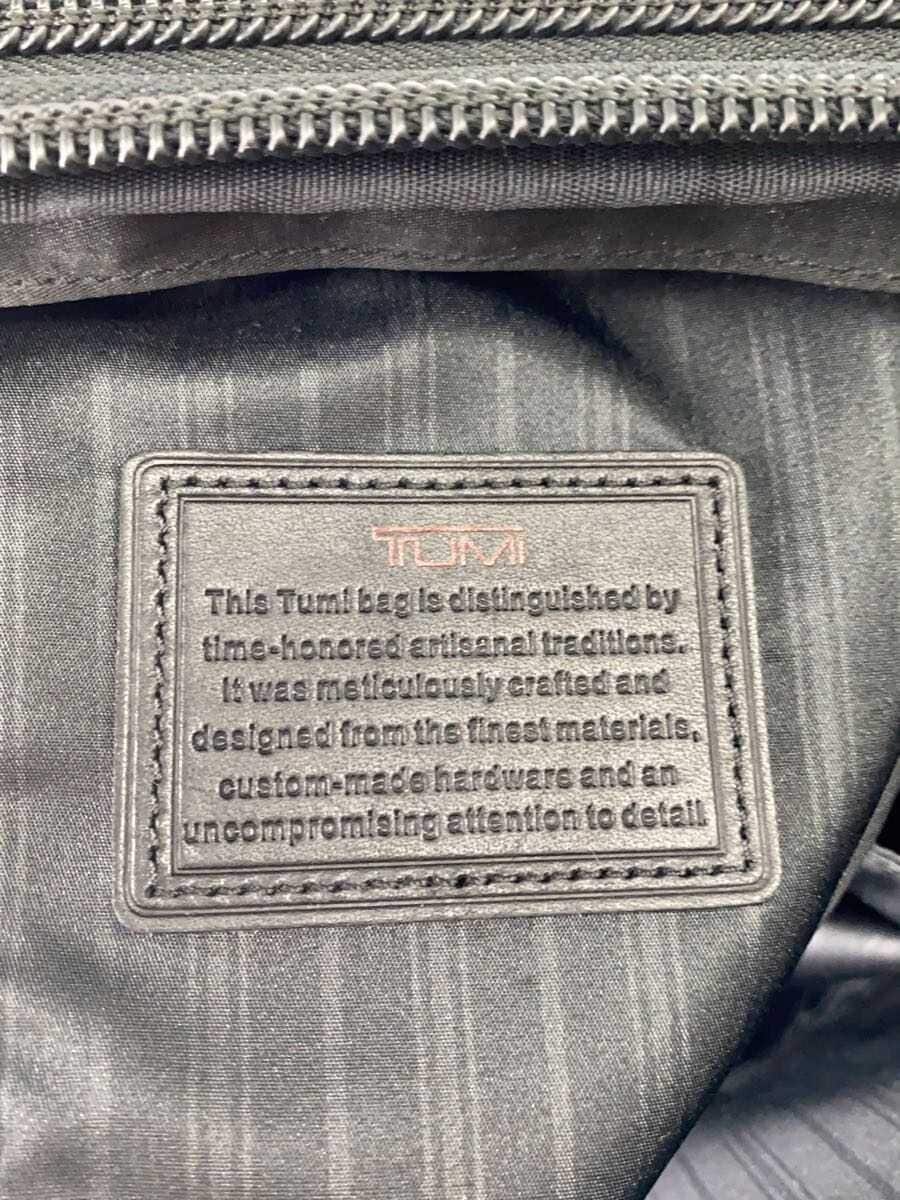 TUMI
This Tumi bag is distinguished by
time-honored artisanal traditions.
It was meticulously crafted and
designed from the finest materials,
custom-made hardware and an
uncompromising attention to detail.